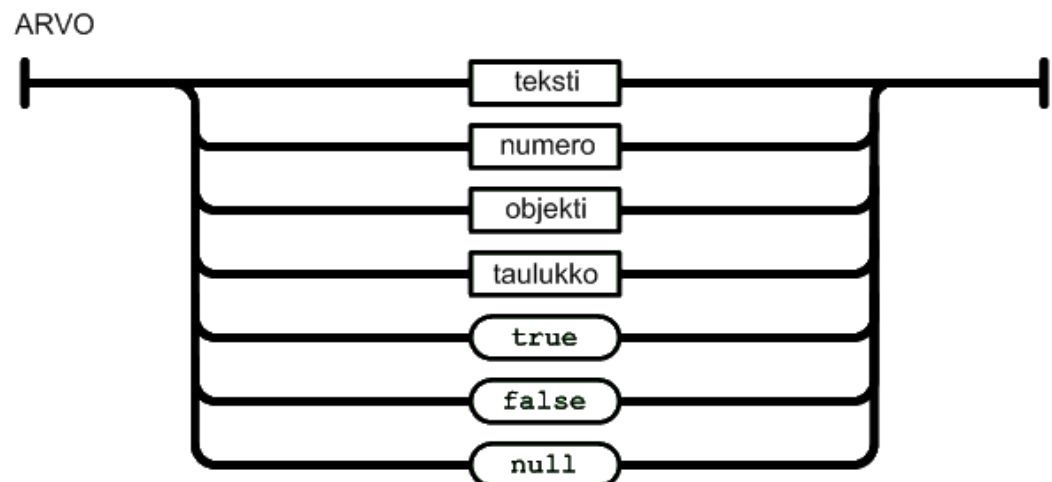 ARVO
teksti
numero
objekti
taulukko
true
false
null